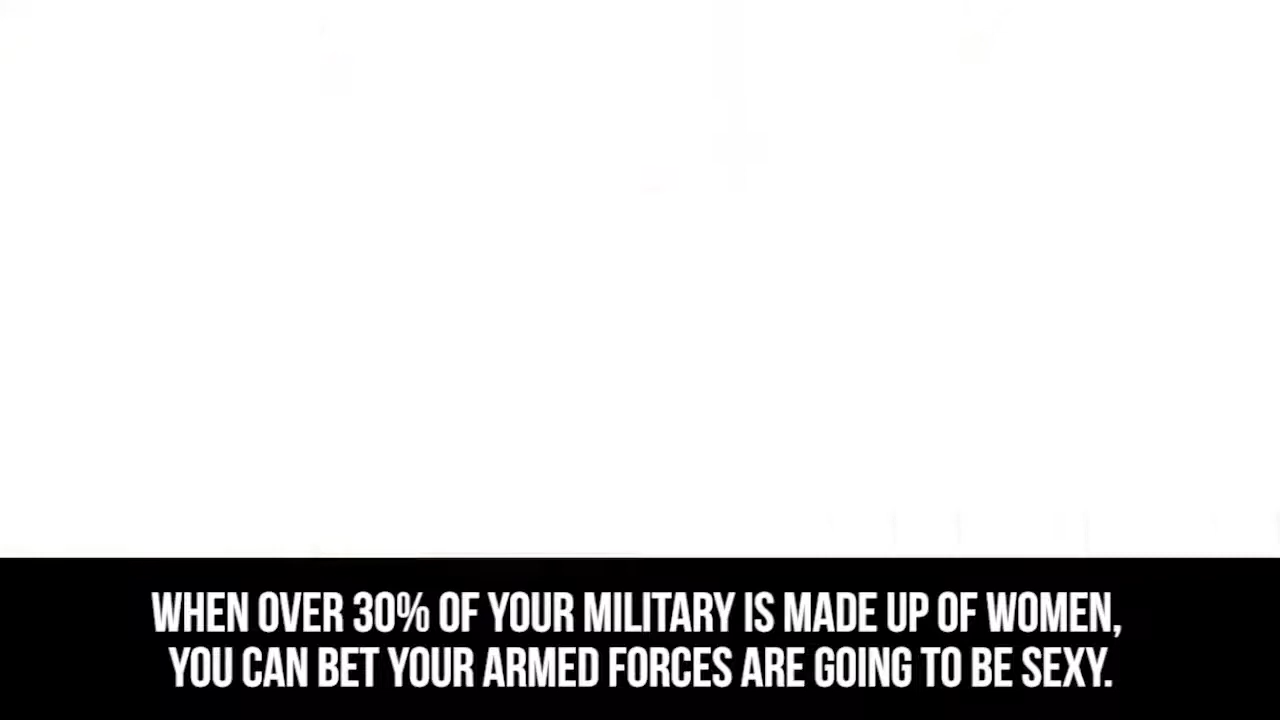 WHEN OVER 30% OF YOUR MILITARY IS MADE UP OF WOMEN,
YOU CAN BET YOUR ARMED FORCES ARE GOING TO BE SEXY.